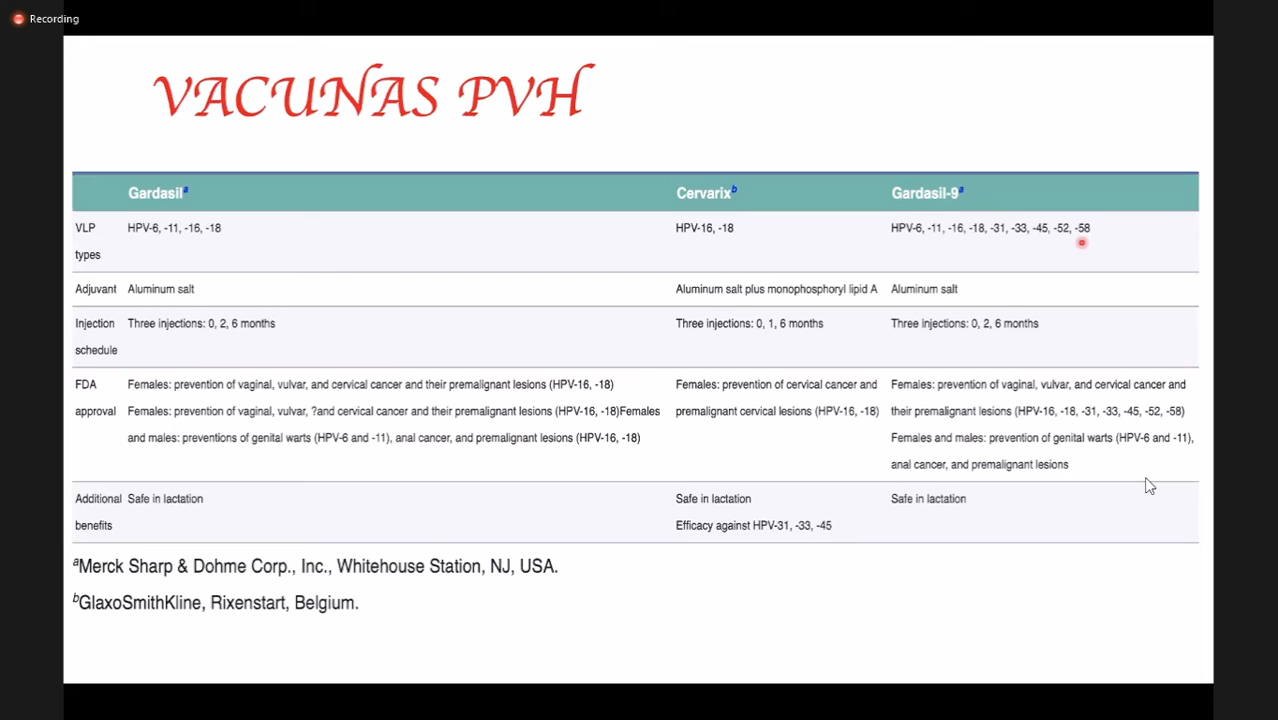 Recording
VACUNAS PVH
Gardasilᵃ Cervarixᵇ Gardasil-9ᵃ
VLP types HPV-6, -11, -16, -18 HPV-16, -18 HPV-6, -11, -16, -18, -31, -33, -45, -52, -58
Adjuvant Aluminum salt Aluminum salt plus monophosphoryl lipid A Aluminum salt
Injection schedule Three injections: 0, 2, 6 months Three injections: 0, 1, 6 months Three injections: 0, 2, 6 months
FDA Females: prevention of vaginal, vulvar, and cervical cancer and their premalignant lesions (HPV-16, -18) Females: prevention of cervical cancer and Females: prevention of vaginal, vulvar, and cervical cancer and
approval Females: prevention of vaginal, vulvar, ?and cervical cancer and their premalignant lesions (HPV-16, -18)Females premalignant cervical lesions (HPV-16, -18) their premalignant lesions (HPV-16, -18, -31, -33, -45, -52, -58)
and males: preventions of genital warts (HPV-6 and -11), anal cancer, and premalignant lesions (HPV-16, -18) Females and males: prevention of genital warts (HPV-6 and -11),
anal cancer, and premalignant lesions
Additional Safe in lactation Safe in lactation Safe in lactation
benefits Efficacy against HPV-31, -33, -45
ᵃMerck Sharp & Dohme Corp., Inc., Whitehouse Station, NJ, USA.
ᵇGlaxoSmithKline, Rixenstart, Belgium.